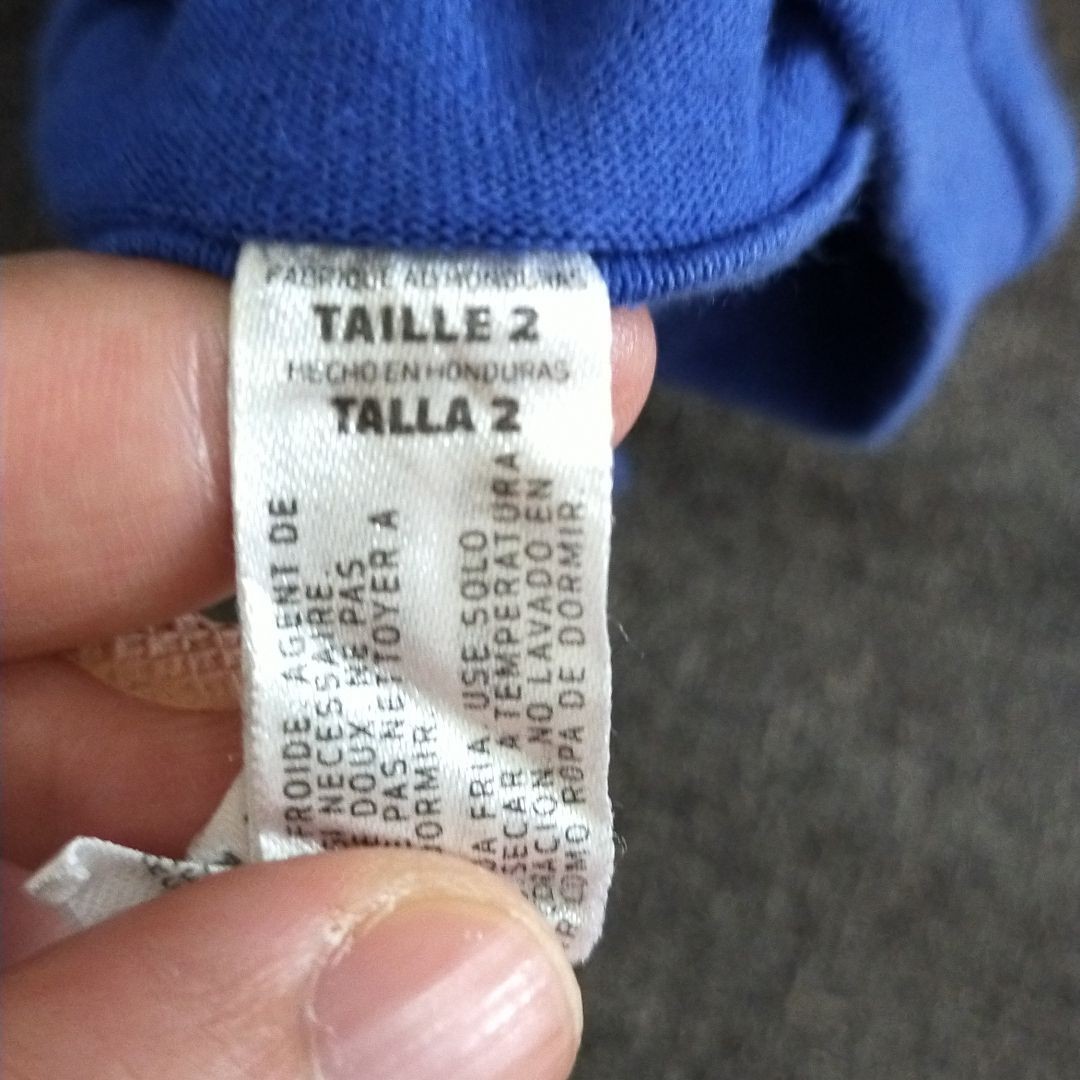 FABRIQUE AU HONDURAS
TAILLE 2
HECHO EN HONDURAS
TALLA 2
FROIDE. AGENT DE
SI NECESSAIRE.
DOUX. NE PAS
PAS NETTOYER A
DORMIR.
FRIA. USE SOLO
SECAR A TEMPERATURA
NO LAVADO EN
COMO ROPA DE DORMIR.